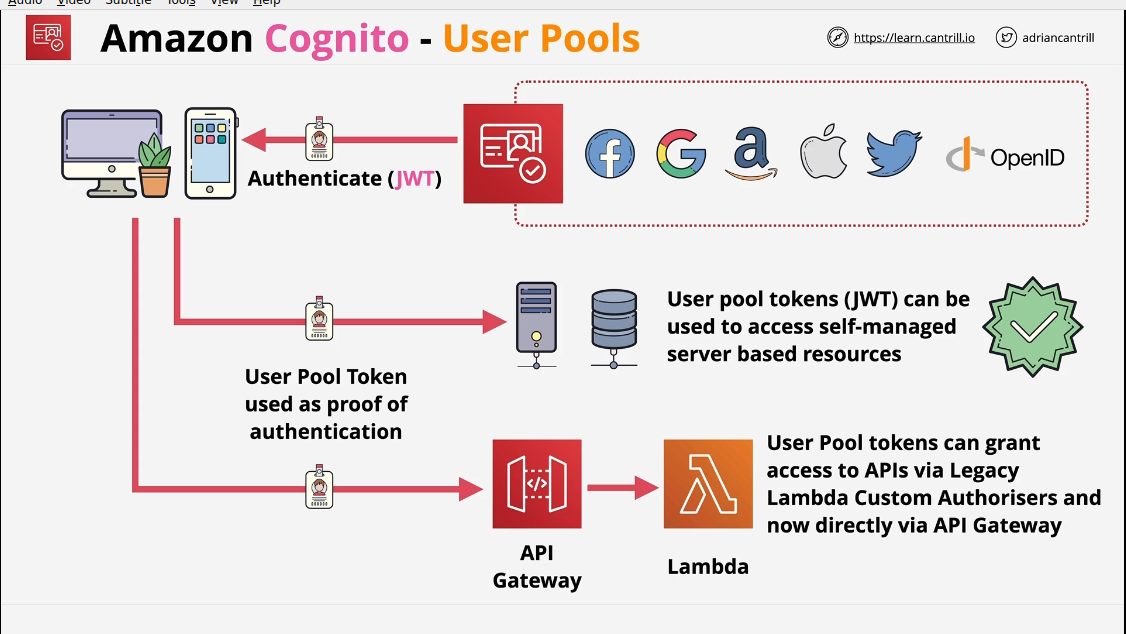 Audio Video Subtitle Tools View Help
Amazon Cognito - User Pools
https://learn.cantrill.io
adriancantrill
Authenticate (JWT)
OpenID
User pool tokens (JWT) can be
used to access self-managed
server based resources
User Pool Token
used as proof of
authentication
User Pool tokens can grant
access to APIs via Legacy
Lambda Custom Authorisers and
now directly via API Gateway
API
Gateway
Lambda